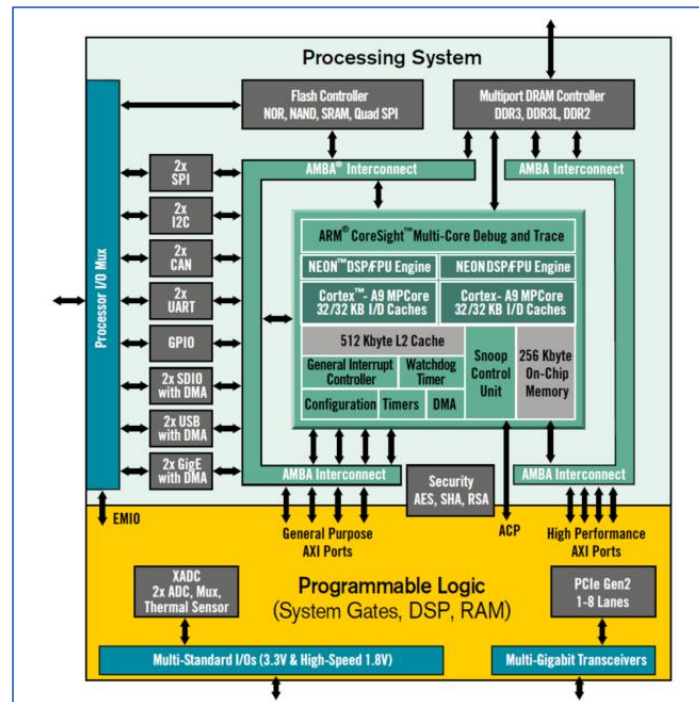 Processing System
Flash Controller
NOR, NAND, SRAM, Quad SPI
Multiport DRAM Controller
DDR3, DDR3L, DDR2
Processor I/O Mux
2x
SPI
2x
I2C
2x
CAN
2x
UART
GPIO
2x SDIO
with DMA
2x USB
with DMA
2x GigE
with DMA
AMBA® Interconnect
AMBA Interconnect
ARM® CoreSight™ Multi-Core Debug and Trace
NEON™ DSP/FPU Engine
NEON DSP/FPU Engine
Cortex™- A9 MPCore
32/32 KB I/D Caches
Cortex- A9 MPCore
32/32 KB I/D Caches
512 Kbyte L2 Cache
General Interrupt
Controller
Watchdog
Timer
Configuration
Timers
DMA
Snoop
Control
Unit
256 Kbyte
On-Chip
Memory
AMBA Interconnect
AMBA Interconnect
Security
AES, SHA, RSA
EMIO
General Purpose
AXI Ports
ACP
High Performance
AXI Ports
XADC
2x ADC, Mux,
Thermal Sensor
Programmable Logic
(System Gates, DSP, RAM)
PCIe Gen2
1-8 Lanes
Multi-Standard I/Os (3.3V & High-Speed 1.8V)
Multi-Gigabit Transceivers